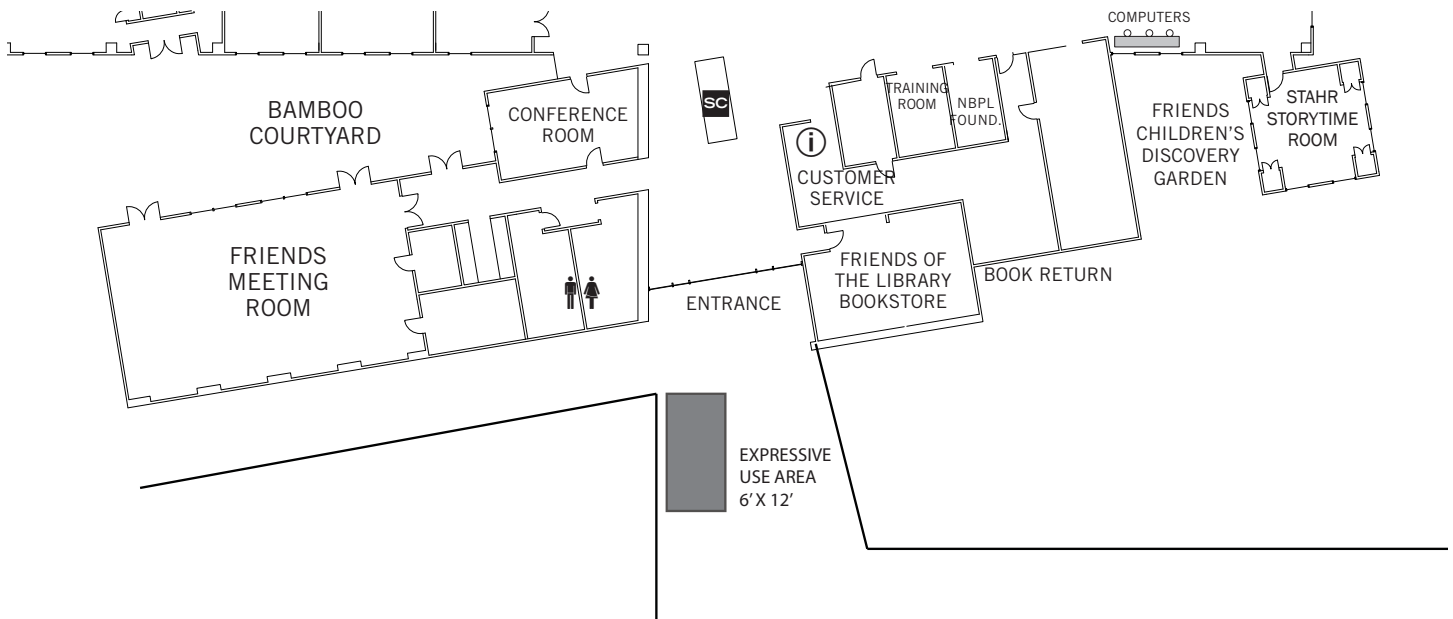 COMPUTERS
BAMBOO
COURTYARD
CONFERENCE
ROOM
SC
TRAINING
ROOM
NBPL
FOUND.
FRIENDS
CHILDREN'S
DISCOVERY
GARDEN
STAHR
STORYTIME
ROOM
i
CUSTOMER
SERVICE
FRIENDS
MEETING
ROOM
ENTRANCE
FRIENDS OF
THE LIBRARY
BOOKSTORE
BOOK RETURN
EXPRESSIVE
USE AREA
6' X 12'